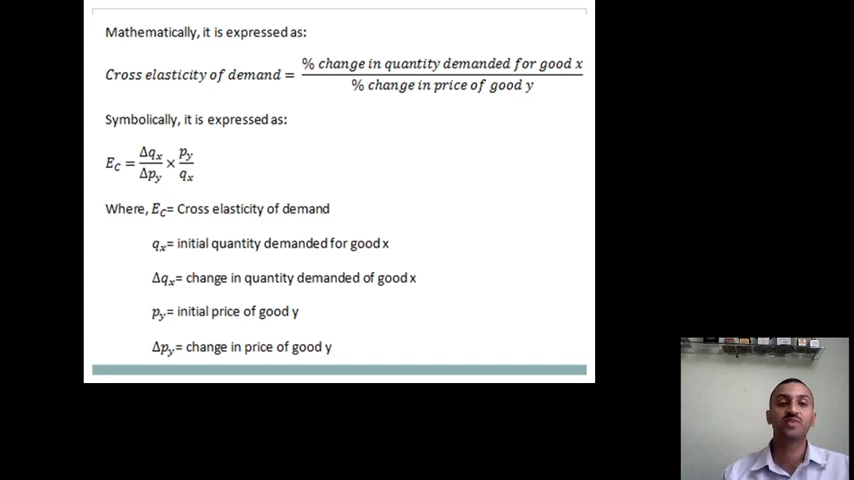 Mathematically, it is expressed as:
Cross elasticity of demand = % change in quantity demanded for good x / % change in price of good y
Symbolically, it is expressed as:
E_C = Δq_x/Δp_y × p_y/q_x
Where, E_C= Cross elasticity of demand
q_x= initial quantity demanded for good x
Δq_x= change in quantity demanded of good x
p_y= initial price of good y
Δp_y= change in price of good y